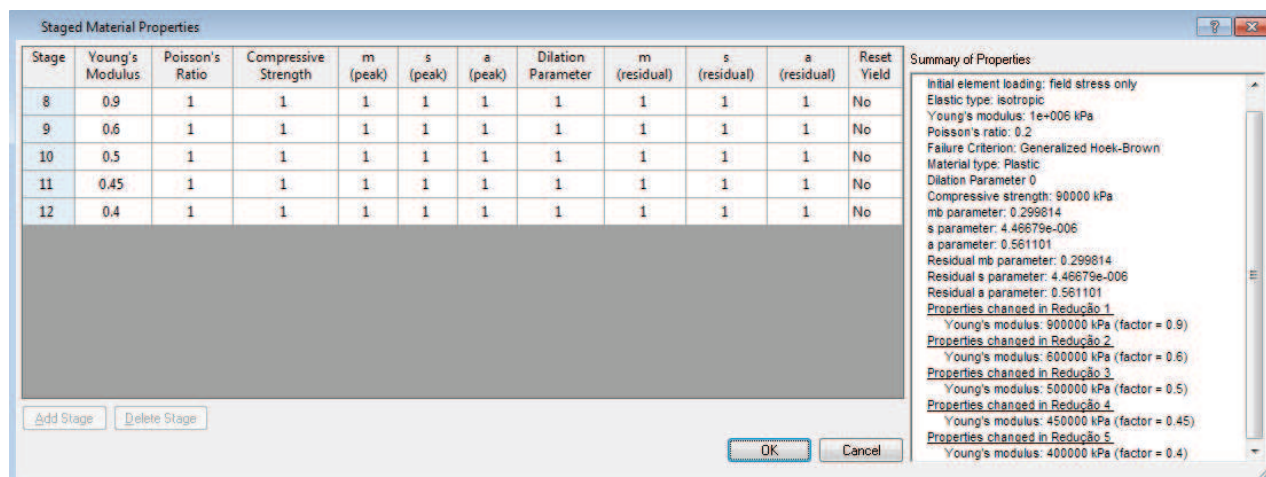 Staged Material Properties
Stage Young's Modulus Poisson's Ratio Compressive Strength m (peak) s (peak) a (peak) Dilation Parameter m (residual) s (residual) a (residual) Reset Yield
8 0.9 1 1 1 1 1 1 1 1 1 No
9 0.6 1 1 1 1 1 1 1 1 1 No
10 0.5 1 1 1 1 1 1 1 1 1 No
11 0.45 1 1 1 1 1 1 1 1 1 No
12 0.4 1 1 1 1 1 1 1 1 1 No
Add Stage
Delete Stage
OK
Cancel
Summary of Properties
Initial element loading: field stress only
Elastic type: isotropic
Young's modulus: 1e+006 kPa
Poisson's ratio: 0.2
Failure Criterion: Generalized Hoek-Brown
Material type: Plastic
Dilation Parameter 0
Compressive strength: 90000 kPa
mb parameter: 0.299814
s parameter: 4.46679e-006
a parameter: 0.561101
Residual mb parameter: 0.299814
Residual s parameter: 4.46679e-006
Residual a parameter: 0.561101
Properties changed in Redução 1
Young's modulus: 900000 kPa (factor = 0.9)
Properties changed in Redução 2
Young's modulus: 600000 kPa (factor = 0.6)
Properties changed in Redução 3
Young's modulus: 500000 kPa (factor = 0.5)
Properties changed in Redução 4
Young's modulus: 450000 kPa (factor = 0.45)
Properties changed in Redução 5
Young's modulus: 400000 kPa (factor = 0.4)